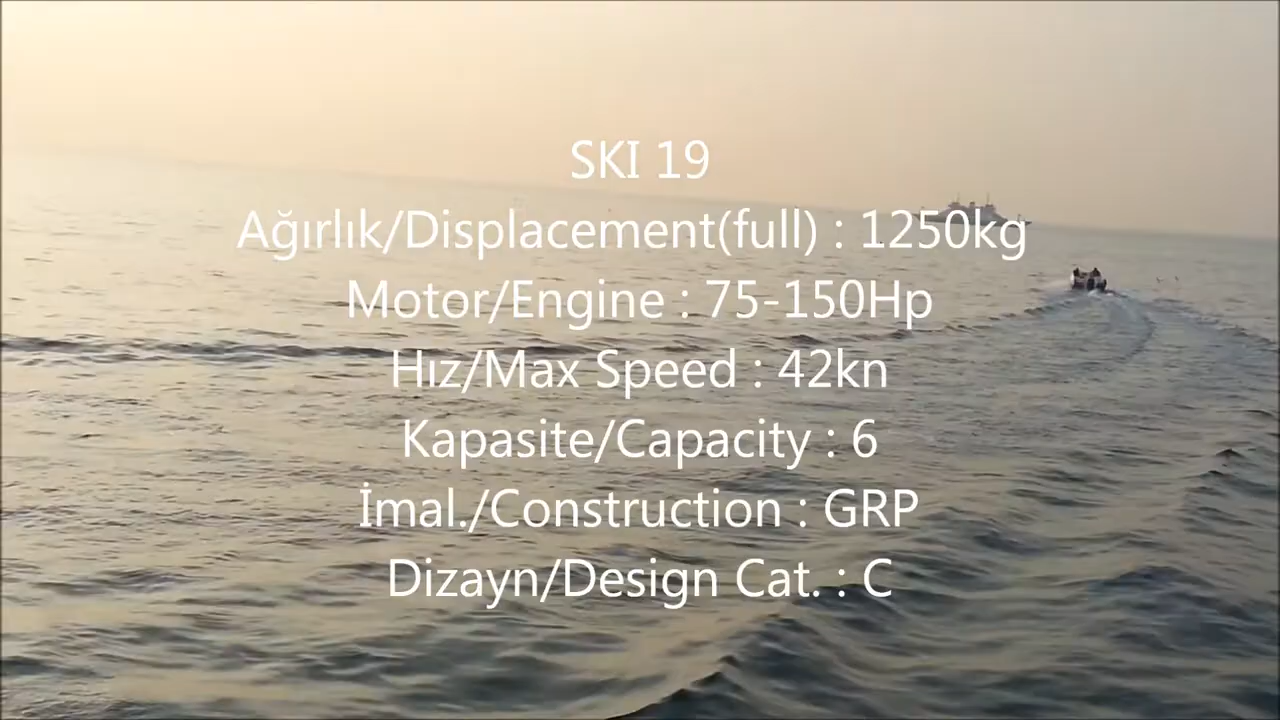 SKI 19
Ağırlık/Displacement(full) : 1250kg
Motor/Engine : 75-150Hp
Hız/Max Speed : 42kn
Kapasite/Capacity : 6
İmal./Construction : GRP
Dizayn/Design Cat. : C